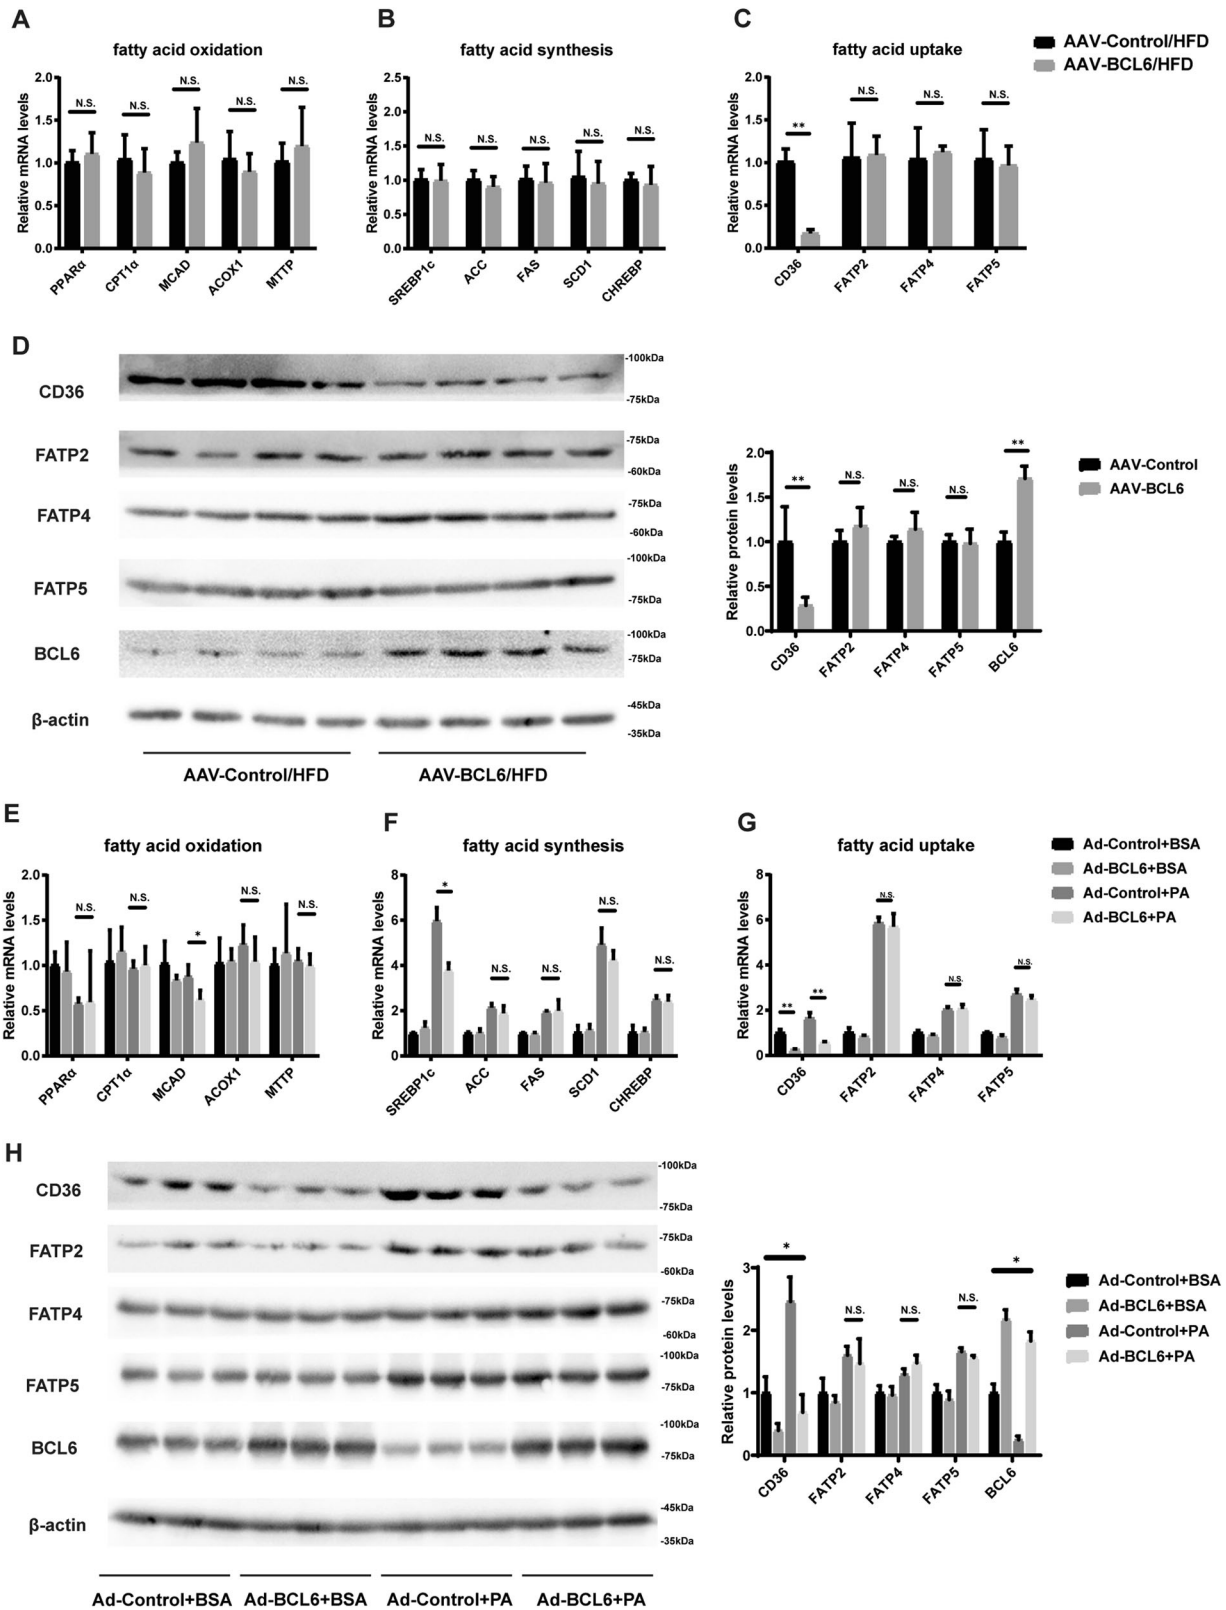 A
fatty acid oxidation
Relative mRNA levels
2.0
1.5
1.0
0.5
0.0
N.S.
N.S.
N.S.
N.S.
N.S.
PPARα
CPT1α
MCAD
ACOX1
MTTP
B
fatty acid synthesis
Relative mRNA levels
2.5
2.0
1.5
1.0
0.5
0.0
N.S.
N.S.
N.S.
N.S.
N.S.
SREBP1c
ACC
FAS
SCD1
CHREBP
C
fatty acid uptake
Relative mRNA levels
2.0
1.5
1.0
0.5
0.0
**
N.S.
N.S.
N.S.
CD36
FATP2
FATP4
FATP5
AAV-Control/HFD
AAV-BCL6/HFD
D
CD36
-100kDa
-75kDa
FATP2
-75kDa
-60kDa
FATP4
-75kDa
-60kDa
FATP5
-100kDa
-75kDa
BCL6
-100kDa
-75kDa
β-actin
-45kDa
-35kDa
AAV-Control/HFD
AAV-BCL6/HFD
Relative protein levels
2.0
1.5
1.0
0.5
0.0
**
N.S.
N.S.
N.S.
**
CD36
FATP2
FATP4
FATP5
BCL6
AAV-Control
AAV-BCL6
E
fatty acid oxidation
Relative mRNA levels
2.0
1.5
1.0
0.5
0.0
N.S.
N.S.
*
N.S.
N.S.
PPARα
CPT1α
MCAD
ACOX1
MTTP
F
fatty acid synthesis
Relative mRNA levels
8
6
4
2
0
*
N.S.
N.S.
N.S.
N.S.
SREBP1c
ACC
FAS
SCD1
CHREBP
G
fatty acid uptake
Relative mRNA levels
8
6
4
2
0
**
**
N.S.
N.S.
N.S.
CD36
FATP2
FATP4
FATP5
Ad-Control+BSA
Ad-BCL6+BSA
Ad-Control+PA
Ad-BCL6+PA
H
CD36
-100kDa
-75kDa
FATP2
-75kDa
-60kDa
FATP4
-75kDa
-60kDa
FATP5
-100kDa
-75kDa
BCL6
-100kDa
-75kDa
β-actin
-45kDa
-35kDa
Ad-Control+BSA
Ad-BCL6+BSA
Ad-Control+PA
Ad-BCL6+PA
Relative protein levels
3
2
1
0
*
N.S.
N.S.
N.S.
*
CD36
FATP2
FATP4
FATP5
BCL6
Ad-Control+BSA
Ad-BCL6+BSA
Ad-Control+PA
Ad-BCL6+PA